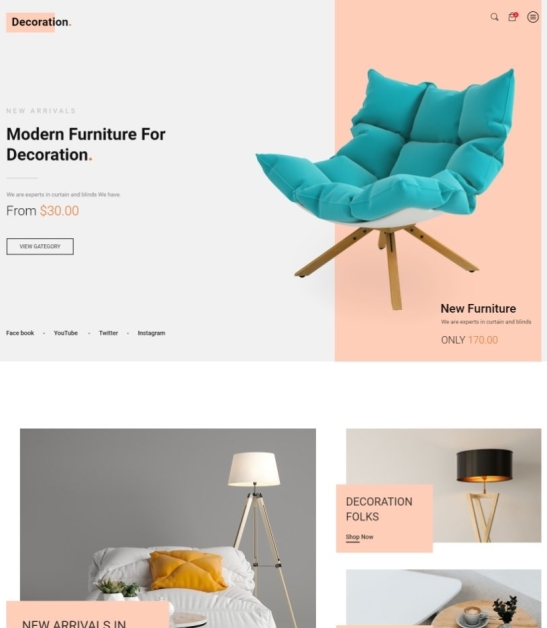 Decoration.
NEW ARRIVALS
Modern Furniture For
Decoration.
We are experts in curtain and blinds We have.
From $30.00
VIEW GATEGORY
Face book - YouTube - Twitter - Instagram
New Furniture
We are experts in curtain and blinds
ONLY 170.00
DECORATION
FOLKS
Shop Now
NEW ARRIVALS IN